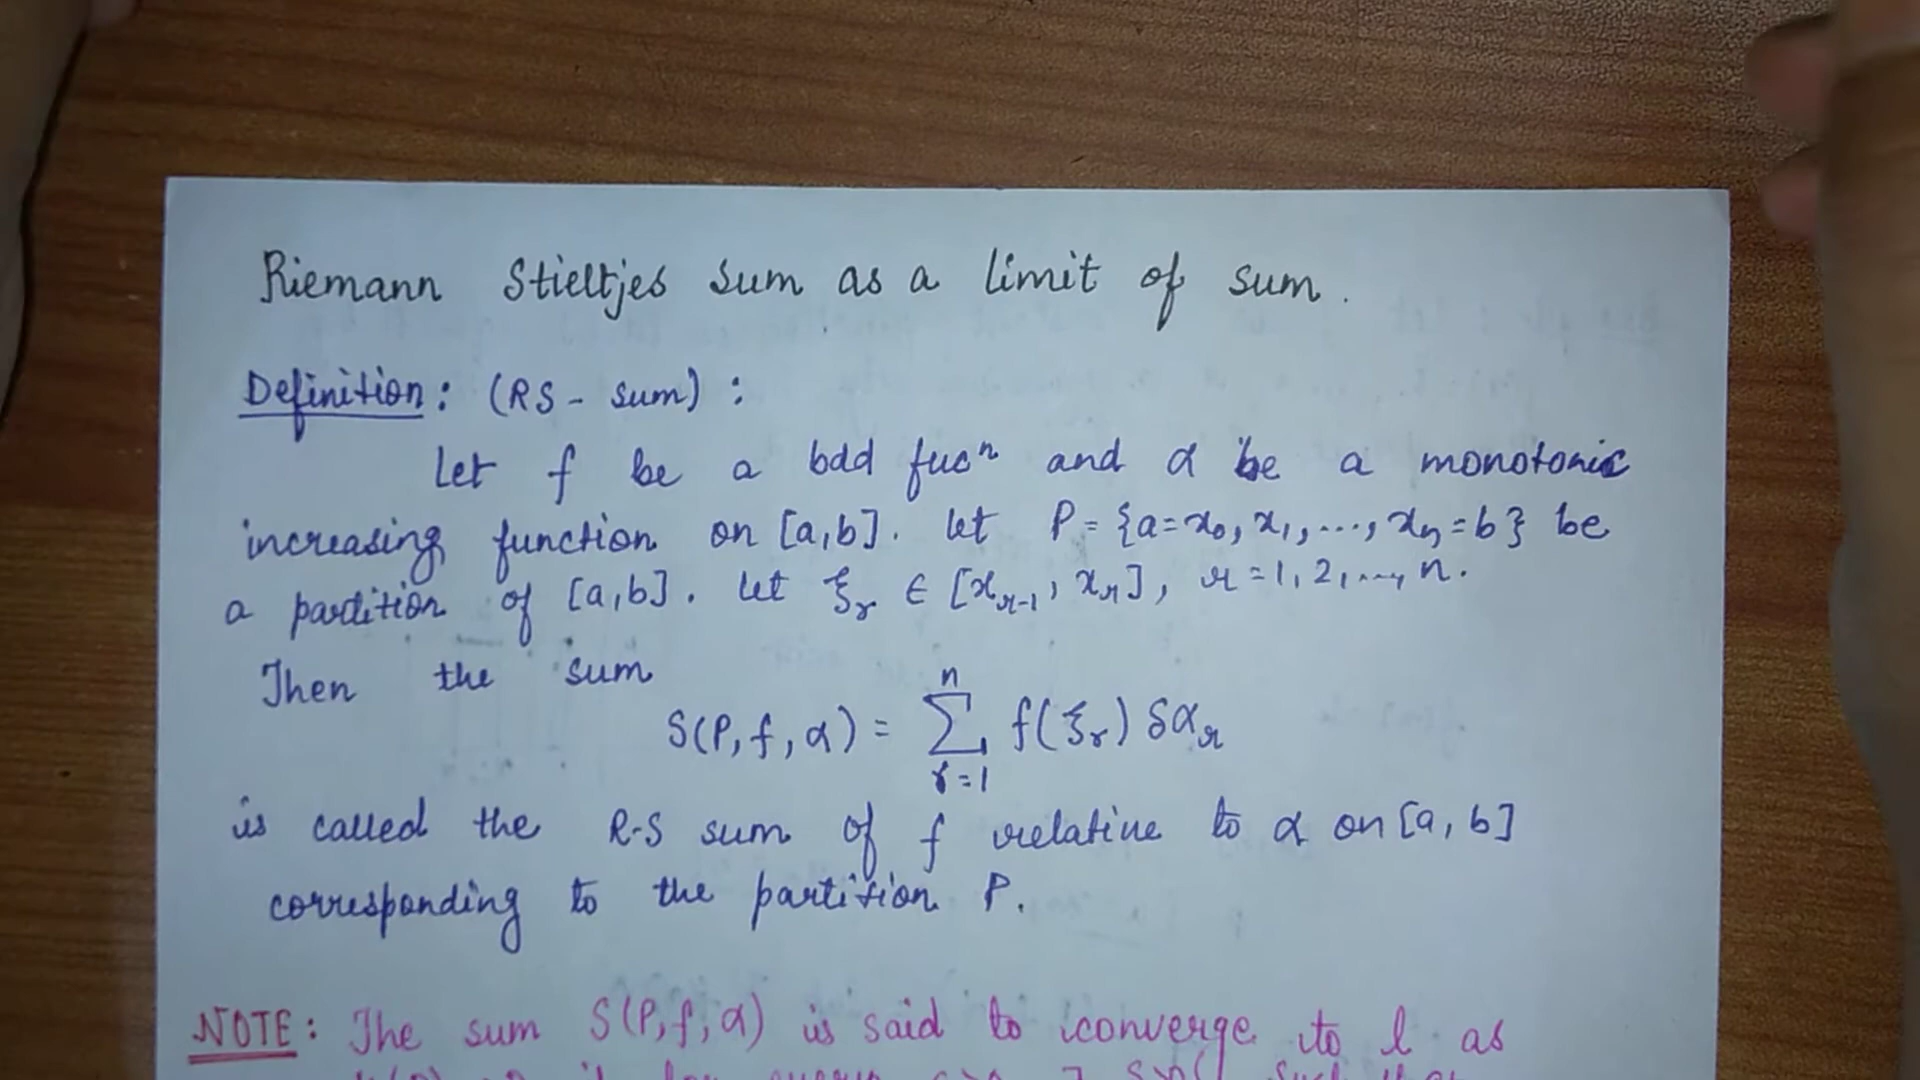 Riemann Stieltjes Sum as a limit of sum.
Definition: (RS - sum) :
Let f be a bdd fucⁿ and α be a monotonic
increasing function on [a,b]. Let P = {a=x₀, x₁, ..., xₙ=b} be
a partition of [a,b]. Let ξᵣ ∈ [xᵣ₋₁, xᵣ], r = 1, 2, ..., n.
Then the sum
S(P, f, α) = ∑ₙ₌ᵣ₌₁ⁿ f(ξᵣ) δαᵣ
is called the R-S sum of f relative to α on [a, b]
corresponding to the partition P.
NOTE: The sum S(P, f, α) is said to converge to l as